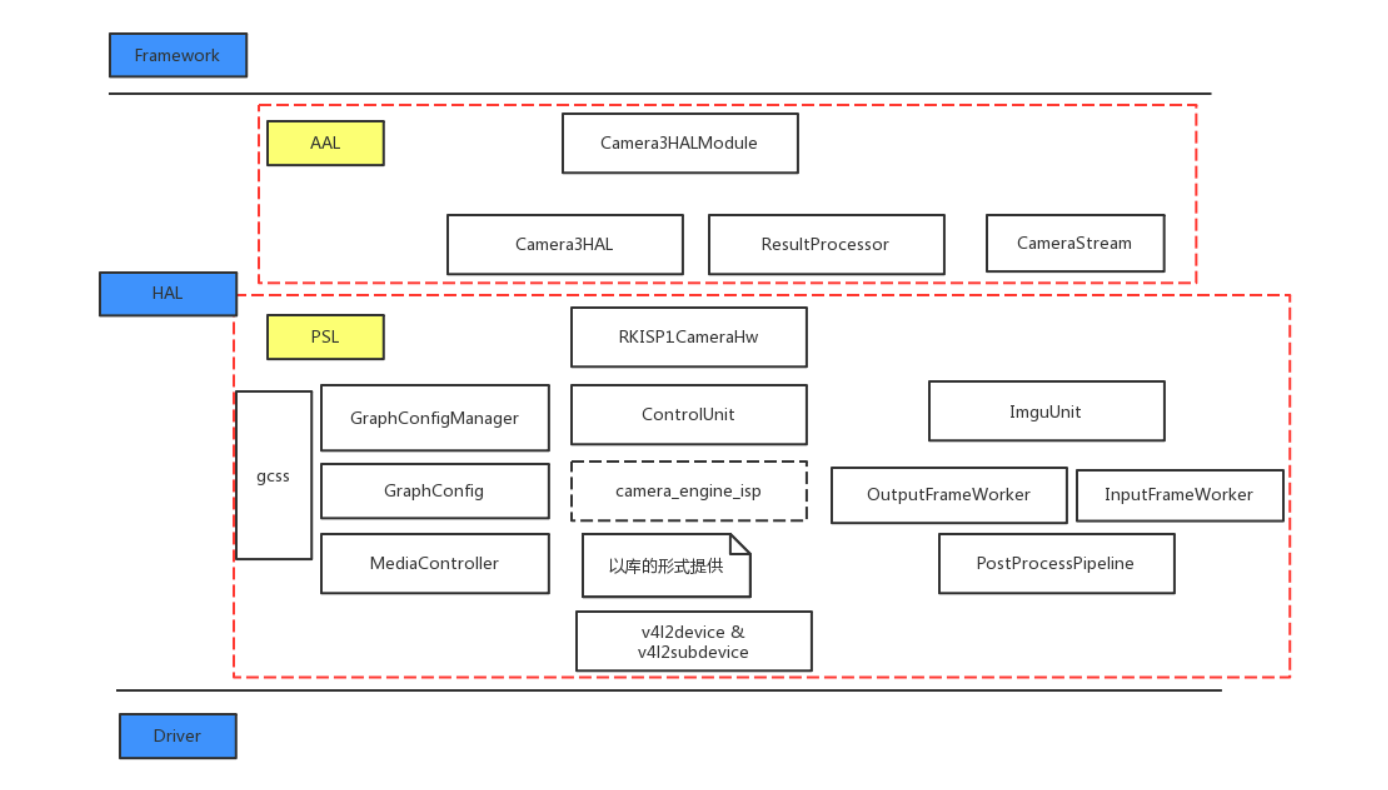 Framework
AAL
Camera3HALModule
Camera3HAL
ResultProcessor
CameraStream
HAL
PSL
RKISP1CameraHw
gcss
GraphConfigManager
ControlUnit
ImguUnit
GraphConfig
camera_engine_isp
OutputFrameWorker
InputFrameWorker
MediaController
以库的形式提供
PostProcessPipeline
v4l2device &
v4l2subdevice
Driver